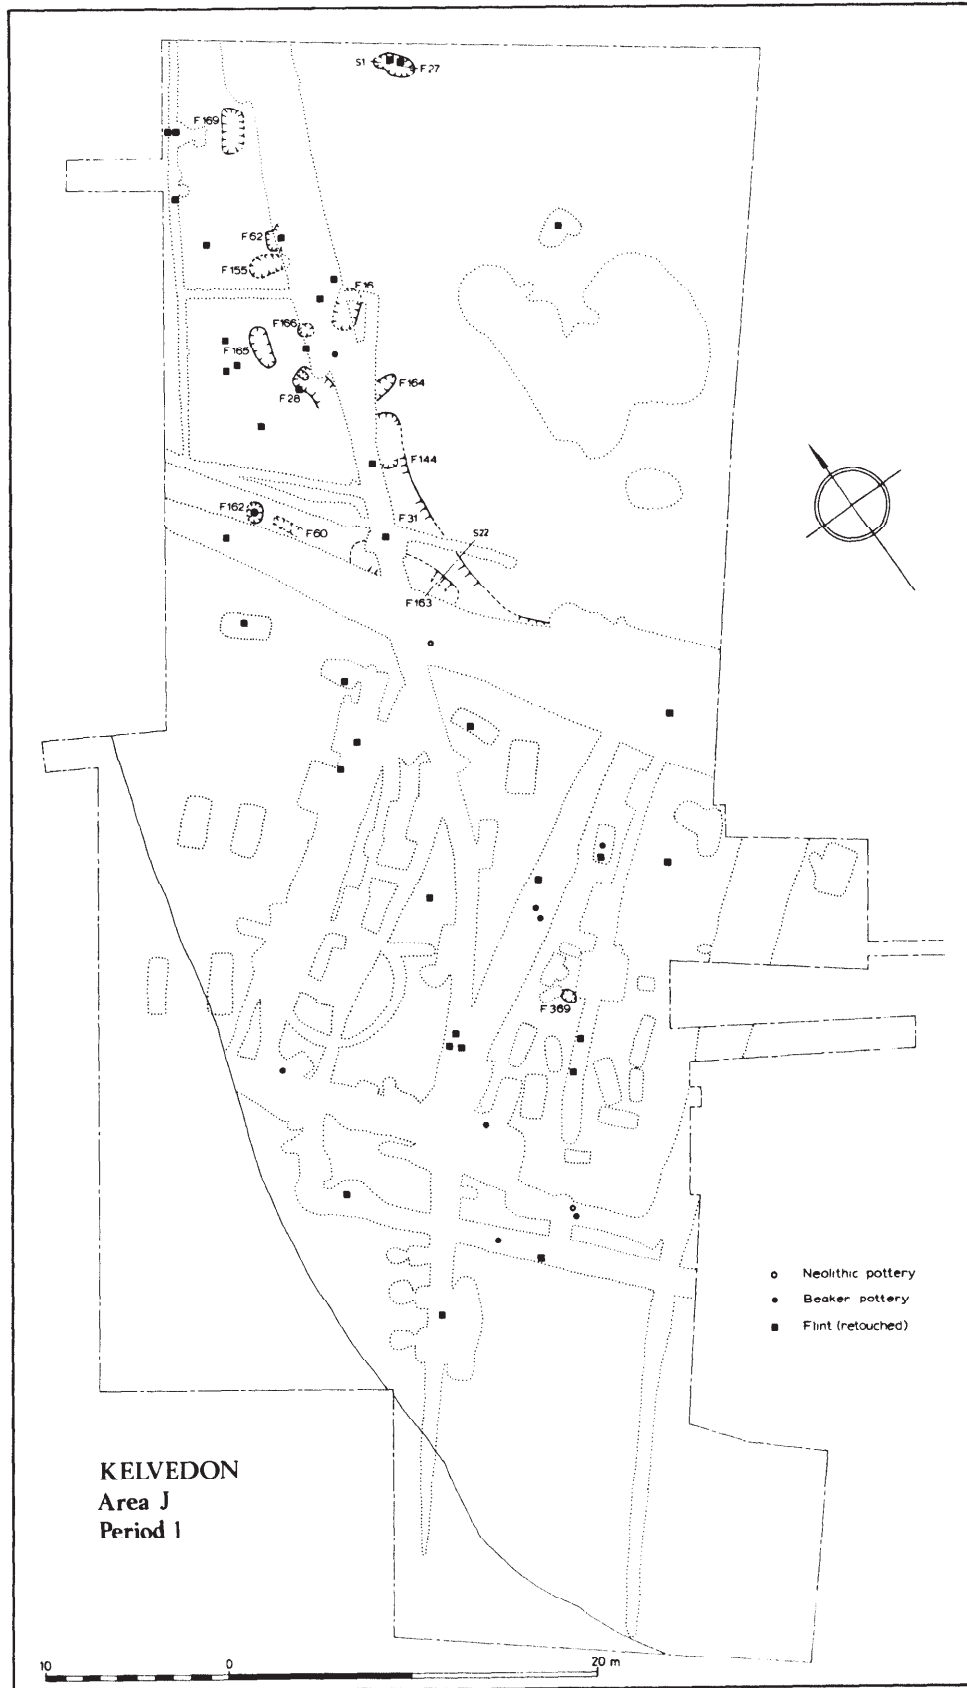 S1
F27
F169
F62
F155
F16
F166
F165
F164
F28
F144
F162
F31
F60
S22
F163
F369
Neolithic pottery
Beaker pottery
Flint (retouched)
KELVEDON
Area J
Period 1
10
0
20 m